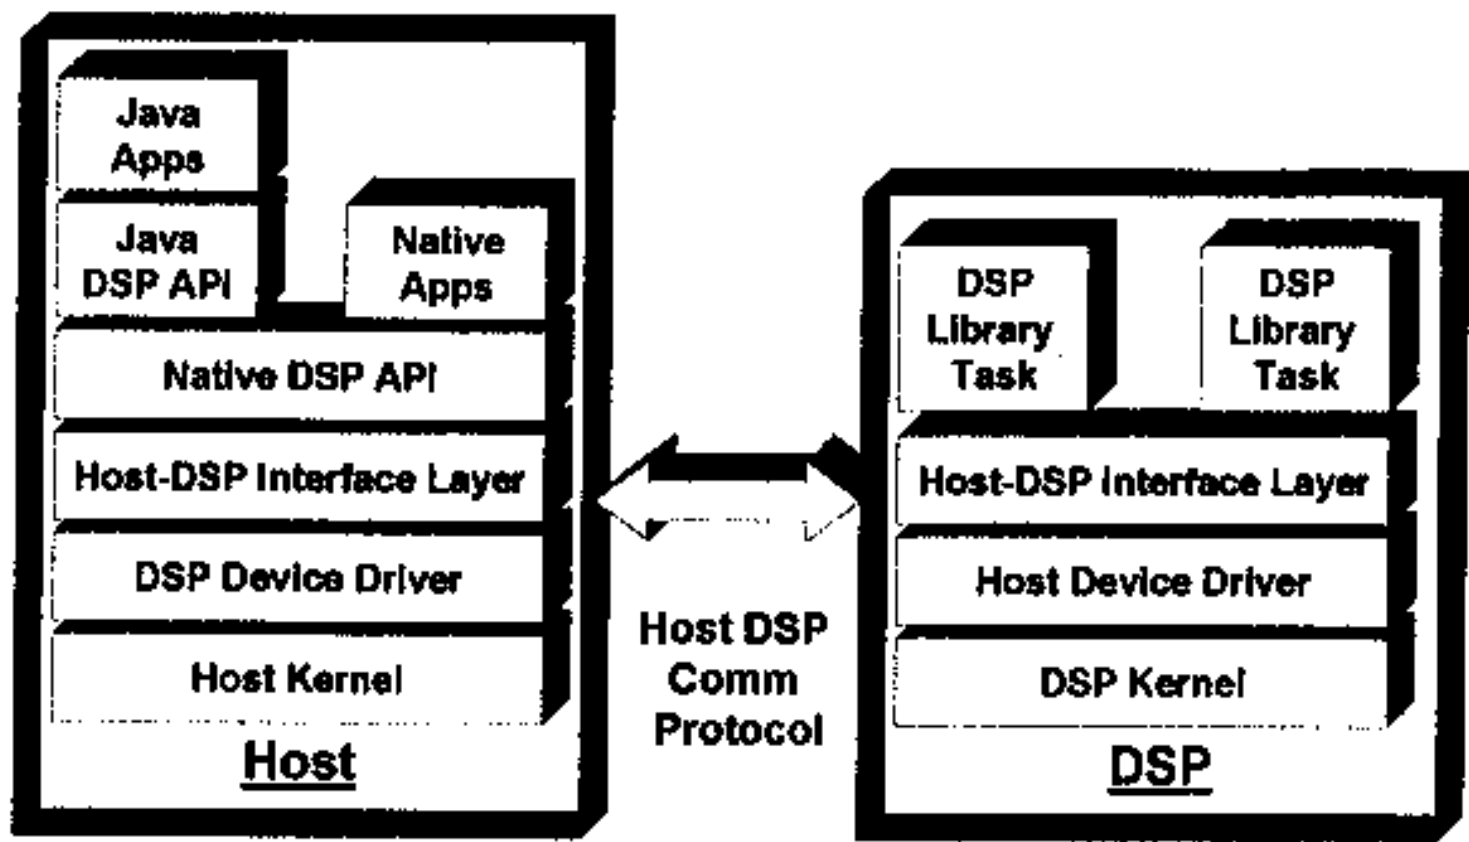 Java
Apps
Java
DSP API
Native
Apps
Native DSP API
Host-DSP Interface Layer
DSP Device Driver
Host Kernel
Host
Host DSP
Comm
Protocol
DSP
Library
Task
DSP
Library
Task
Host-DSP Interface Layer
Host Device Driver
DSP Kernel
DSP